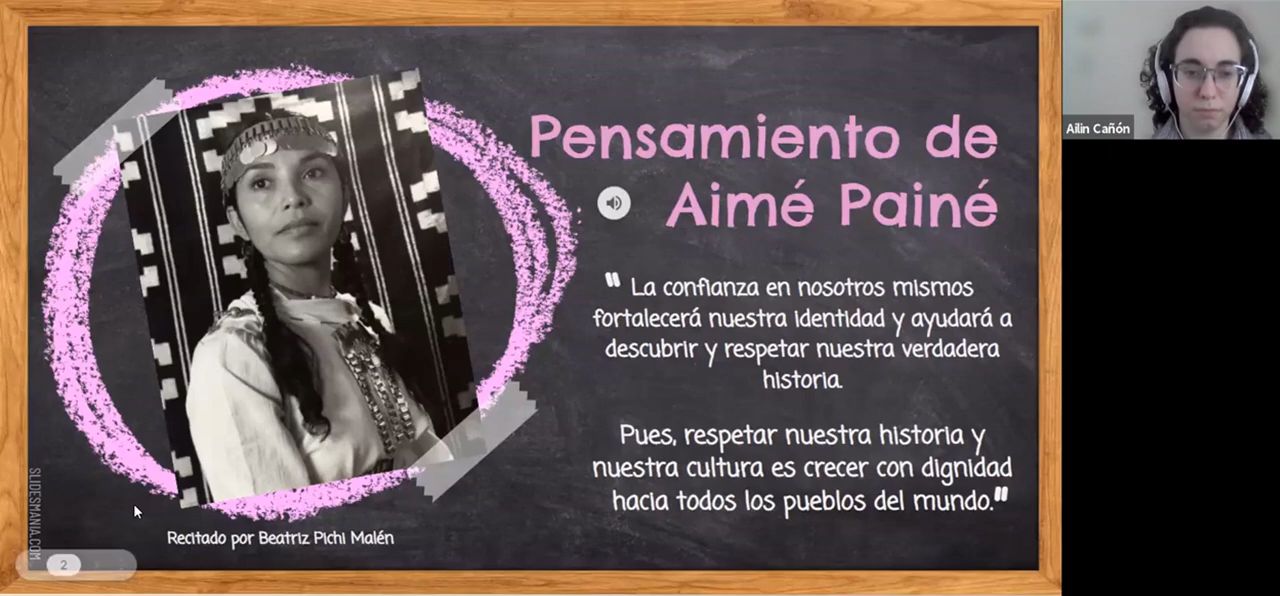 Pensamiento de
Aimé Painé
" La confianza en nosotros mismos
fortalecerá nuestra identidad y ayudará a
descubrir y respetar nuestra verdadera
historia.
Pues, respetar nuestra historia y
nuestra cultura es crecer con dignidad
hacia todos los pueblos del mundo."
Recitado por Beatriz Pichi Malén
SLIDESMANIA.COM
2
Ailin Cañón